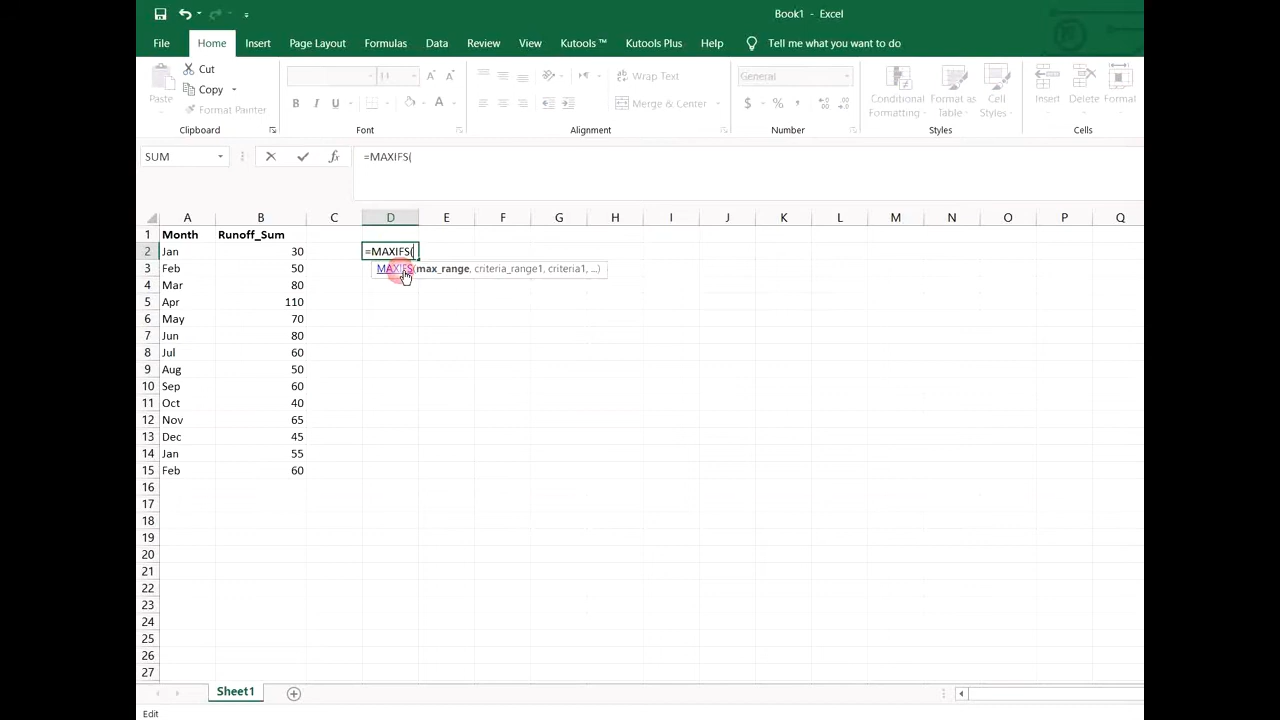 Book1 - Excel
File Home Insert Page Layout Formulas Data Review View Kutools ™ Kutools Plus Help Tell me what you want to do
Paste
Cut
Copy
Format Painter
Clipboard
B I U A
A A
Font
Wrap Text
Merge & Center
Alignment
General
$ % ,
Number
Conditional Formatting
Format as Table
Cell Styles
Styles
Insert Delete Format
Cells
SUM fx =MAXIFS(
A B C D E F G H I J K L M N O P Q
1 Month Runoff_Sum
2 Jan 30 =MAXIFS(
3 Feb 50 MAXIFS(max_range, criteria_range1, criteria1, ...)
4 Mar 80
5 Apr 110
6 May 70
7 Jun 80
8 Jul 60
9 Aug 50
10 Sep 60
11 Oct 40
12 Nov 65
13 Dec 45
14 Jan 55
15 Feb 60
16
17
18
19
20
21
22
23
24
25
26
27
Sheet1
Edit